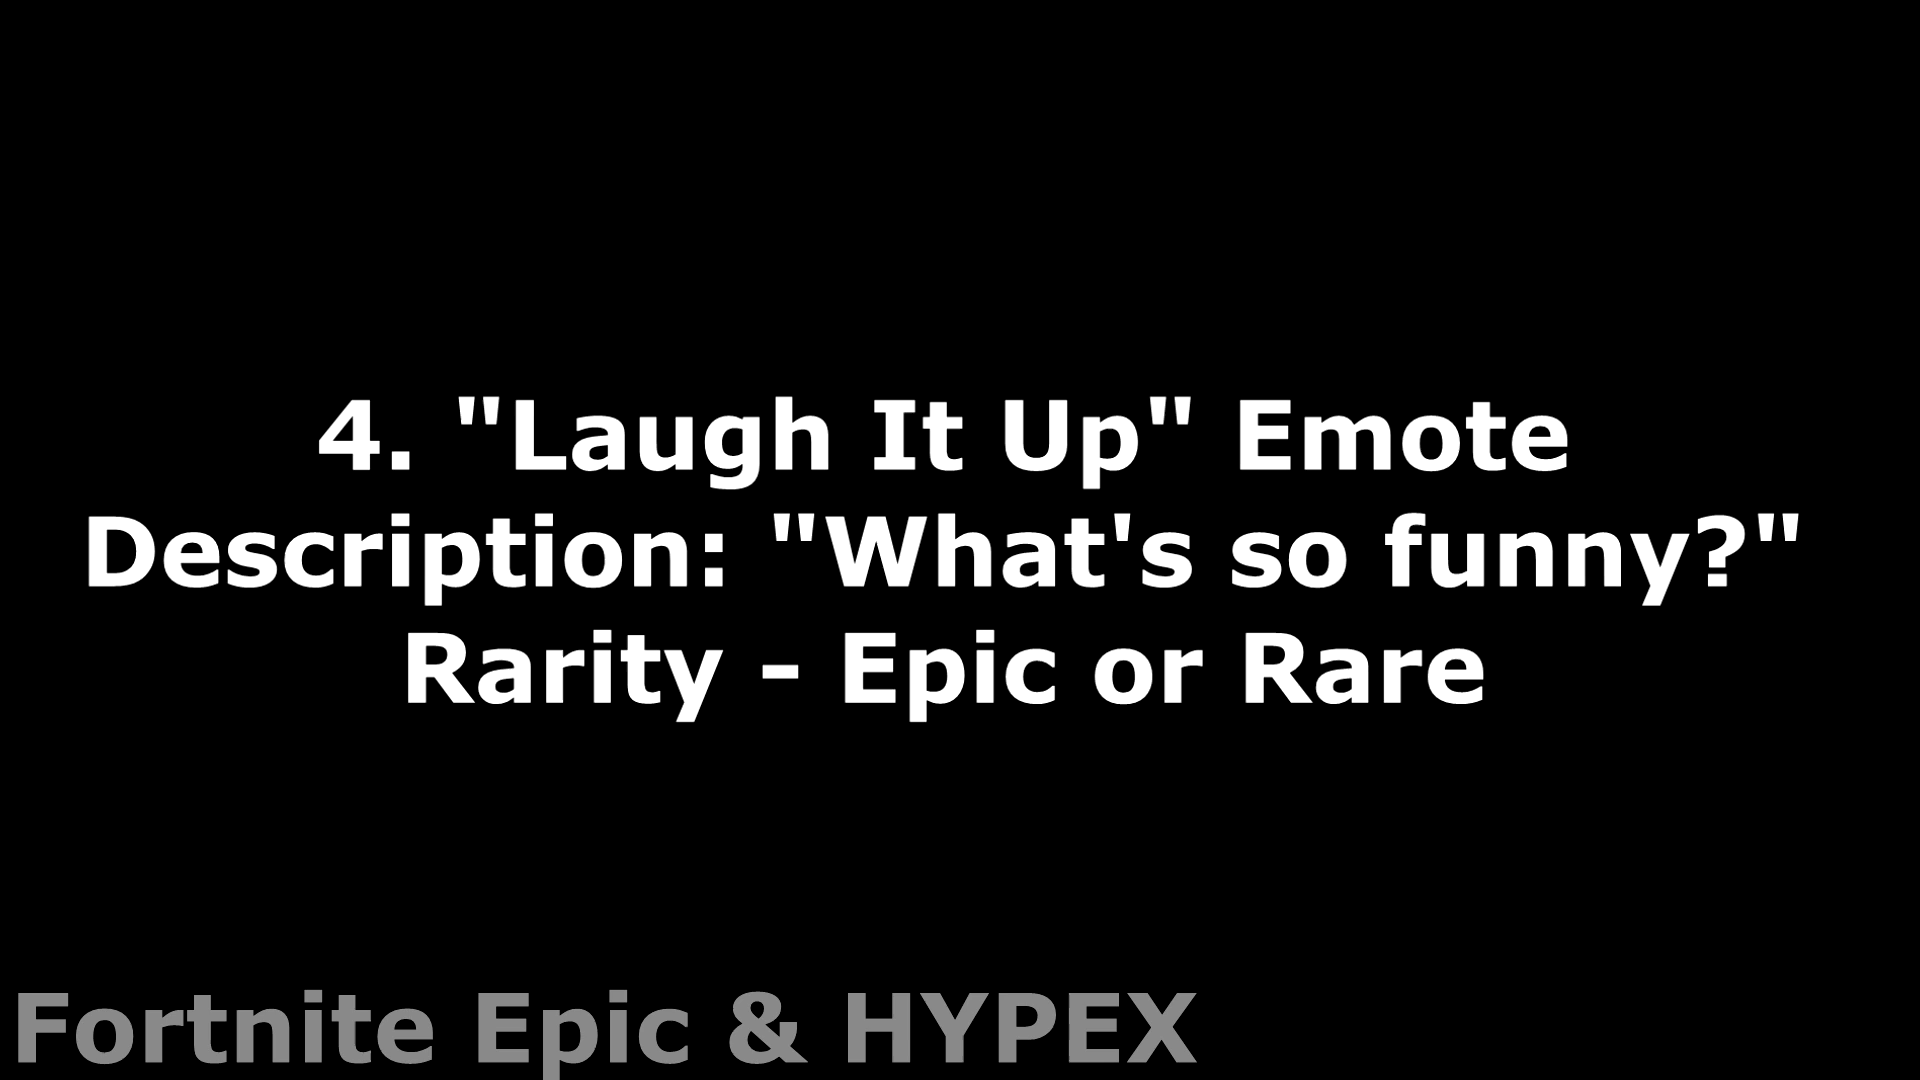 4. "Laugh It Up" Emote
Description: "What's so funny?"
Rarity - Epic or Rare
Fortnite Epic & HYPEX